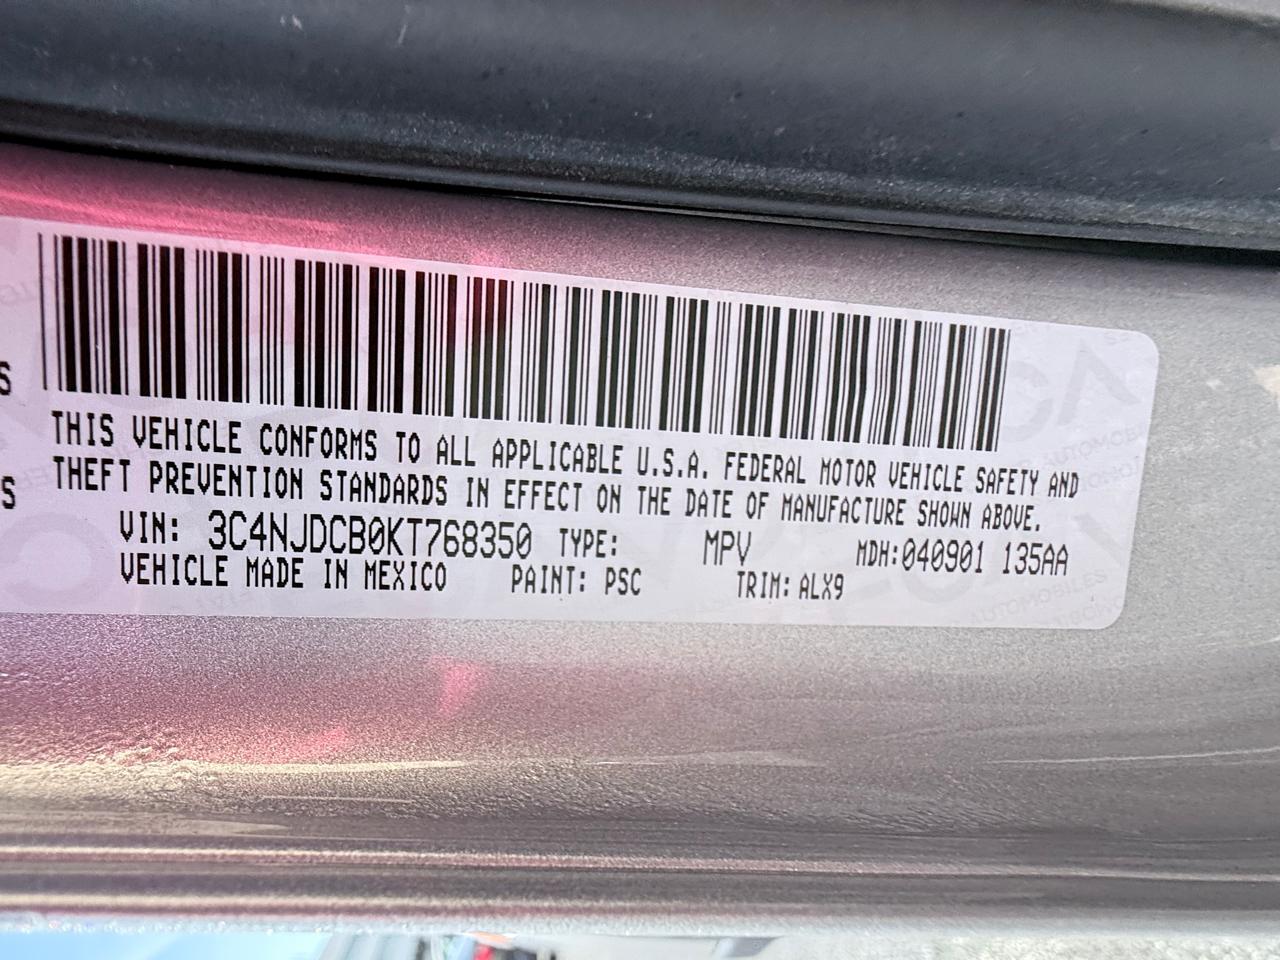 S
THIS VEHICLE CONFORMS TO ALL APPLICABLE U.S.A. FEDERAL MOTOR VEHICLE SAFETY AND
S THEFT PREVENTION STANDARDS IN EFFECT ON THE DATE OF MANUFACTURE SHOWN ABOVE.
VIN: 3C4NJDCB0KT768350 TYPE: MPV MDH:040901 135AA
VEHICLE MADE IN MEXICO PAINT: PSC TRIM: ALX9